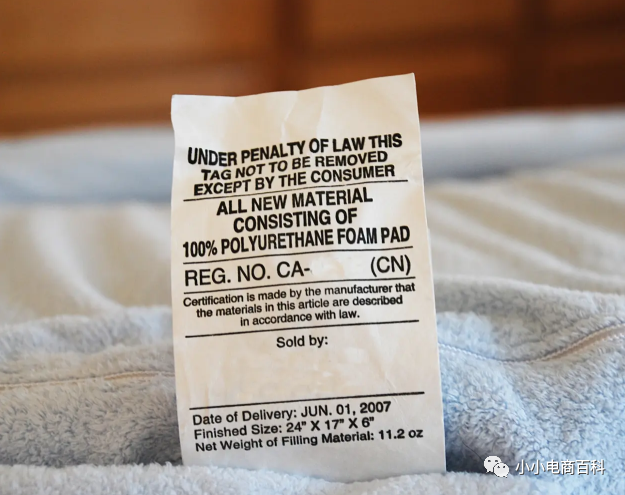 UNDER PENALTY OF LAW THIS
TAG NOT TO BE REMOVED
EXCEPT BY THE CONSUMER
ALL NEW MATERIAL
CONSISTING OF
100% POLYURETHANE FOAM PAD
REG. NO. CA- (CN)
Certification is made by the manufacturer that
the materials in this article are described
in accordance with law.
Sold by:
Date of Delivery: JUN. 01, 2007
Finished Size: 24" X 17" X 6"
Net Weight of Filling Material: 11.2 oz
小小电商百科